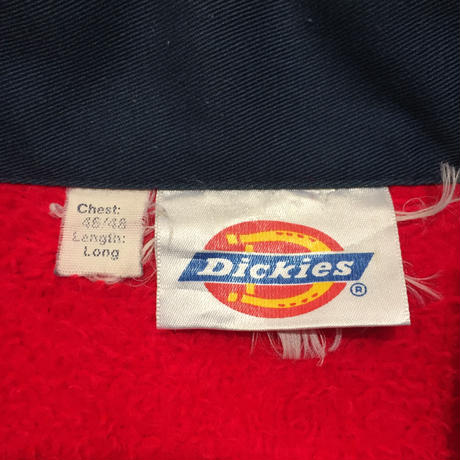 Chest:
46/48
Length:
Long
Dickies
®